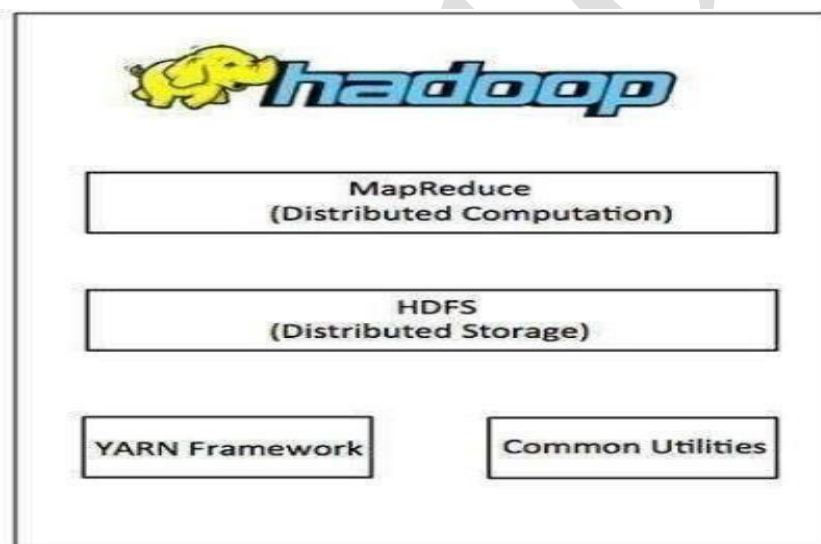 hadoop
MapReduce
(Distributed Computation)
HDFS
(Distributed Storage)
YARN Framework
Common Utilities